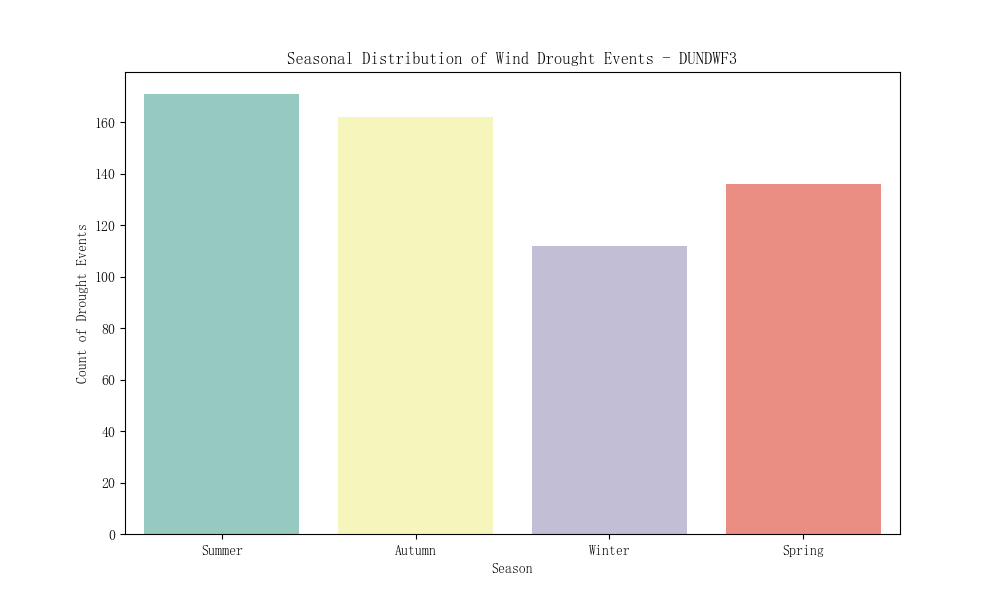 Seasonal Distribution of Wind Drought Events - DUNDWF3
Count of Drought Events
160
140
120
100
80
60
40
20
0
Summer
Autumn
Winter
Spring
Season